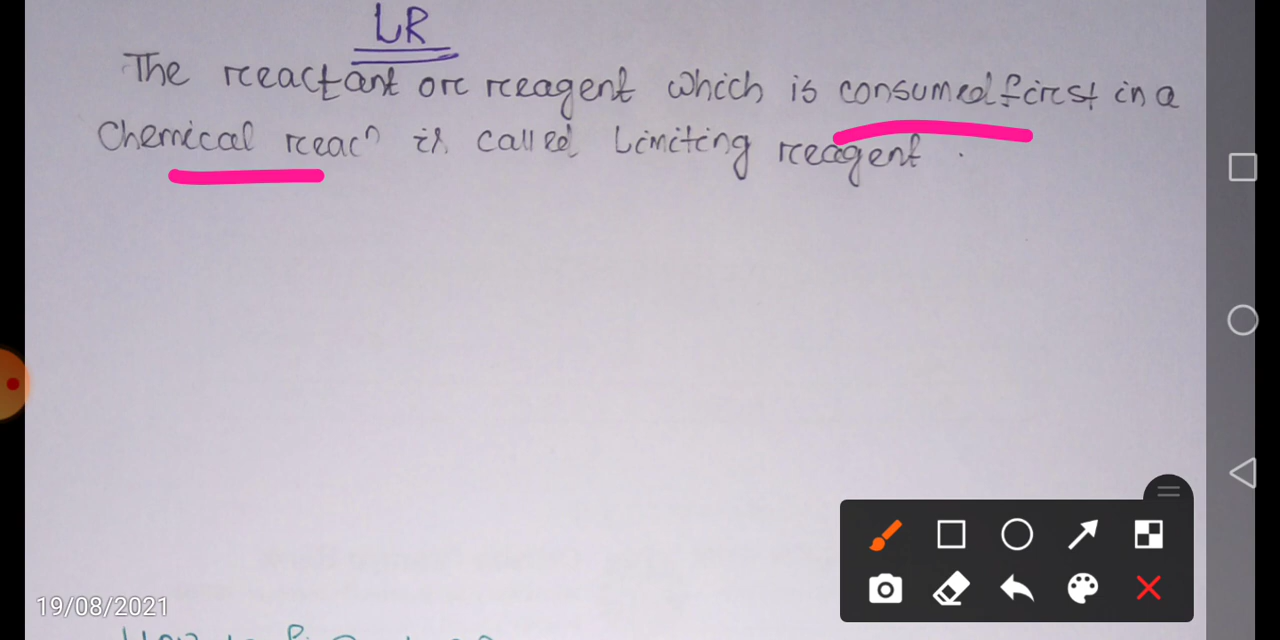 LR
The reactant or reagent which is consumed first in a
Chemical reacn is called Limiting reagent .
19/08/2021